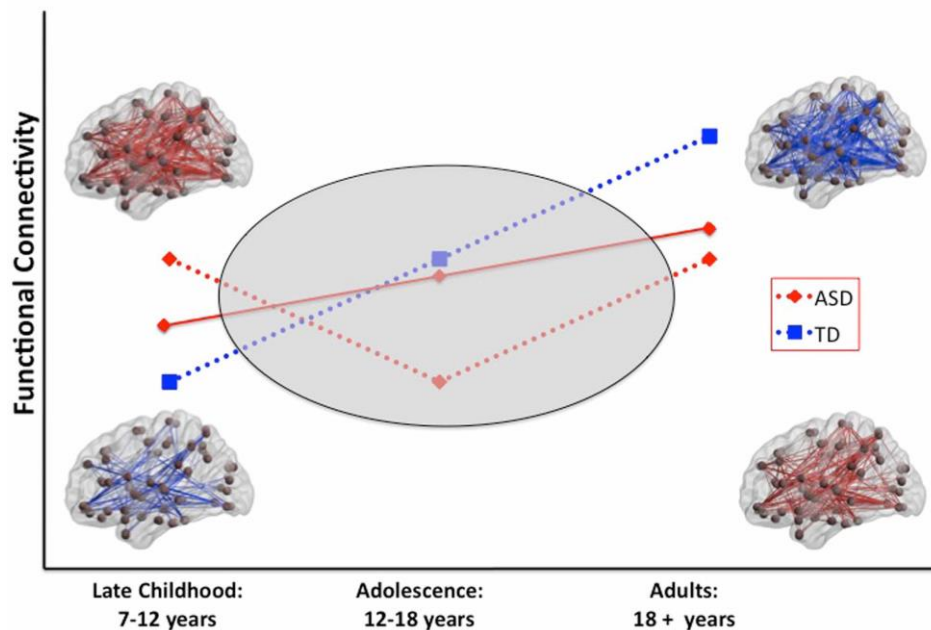 Functional Connectivity
ASD
TD
Late Childhood:
7-12 years
Adolescence:
12-18 years
Adults:
18 + years